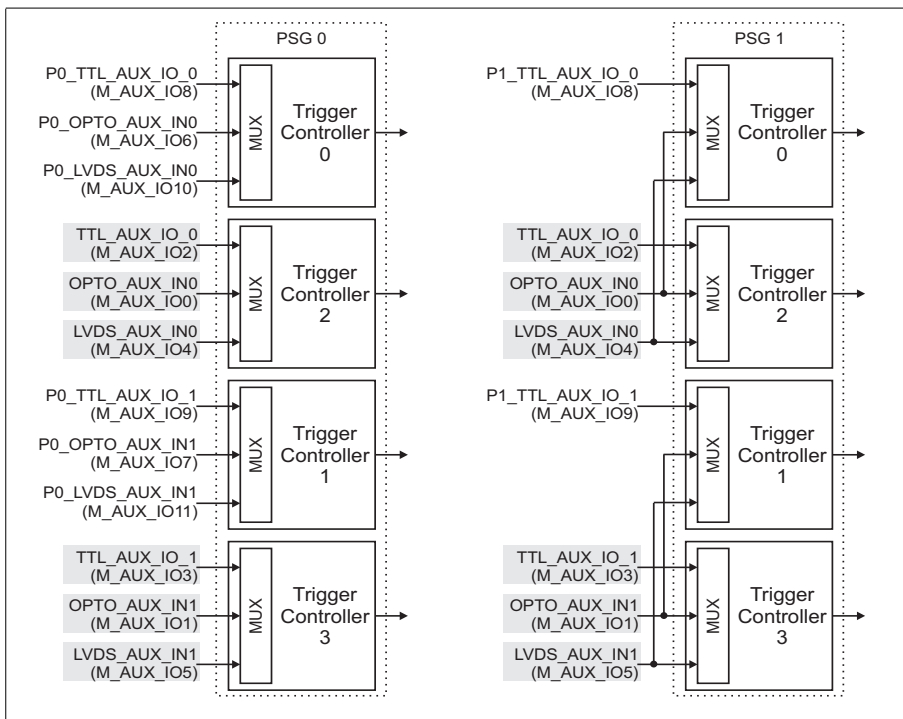 PSG 0
P0_TTL_AUX_IO_0
(M_AUX_IO8)
P0_OPTO_AUX_IN0
(M_AUX_IO6)
P0_LVDS_AUX_IN0
(M_AUX_IO10)
MUX
Trigger
Controller
0
TTL_AUX_IO_0
(M_AUX_IO2)
OPTO_AUX_IN0
(M_AUX_IO0)
LVDS_AUX_IN0
(M_AUX_IO4)
MUX
Trigger
Controller
2
P0_TTL_AUX_IO_1
(M_AUX_IO9)
P0_OPTO_AUX_IN1
(M_AUX_IO7)
P0_LVDS_AUX_IN1
(M_AUX_IO11)
MUX
Trigger
Controller
1
TTL_AUX_IO_1
(M_AUX_IO3)
OPTO_AUX_IN1
(M_AUX_IO1)
LVDS_AUX_IN1
(M_AUX_IO5)
MUX
Trigger
Controller
3
PSG 1
P1_TTL_AUX_IO_0
(M_AUX_IO8)
MUX
Trigger
Controller
0
TTL_AUX_IO_0
(M_AUX_IO2)
OPTO_AUX_IN0
(M_AUX_IO0)
LVDS_AUX_IN0
(M_AUX_IO4)
MUX
Trigger
Controller
2
P1_TTL_AUX_IO_1
(M_AUX_IO9)
MUX
Trigger
Controller
1
TTL_AUX_IO_1
(M_AUX_IO3)
OPTO_AUX_IN1
(M_AUX_IO1)
LVDS_AUX_IN1
(M_AUX_IO5)
MUX
Trigger
Controller
3